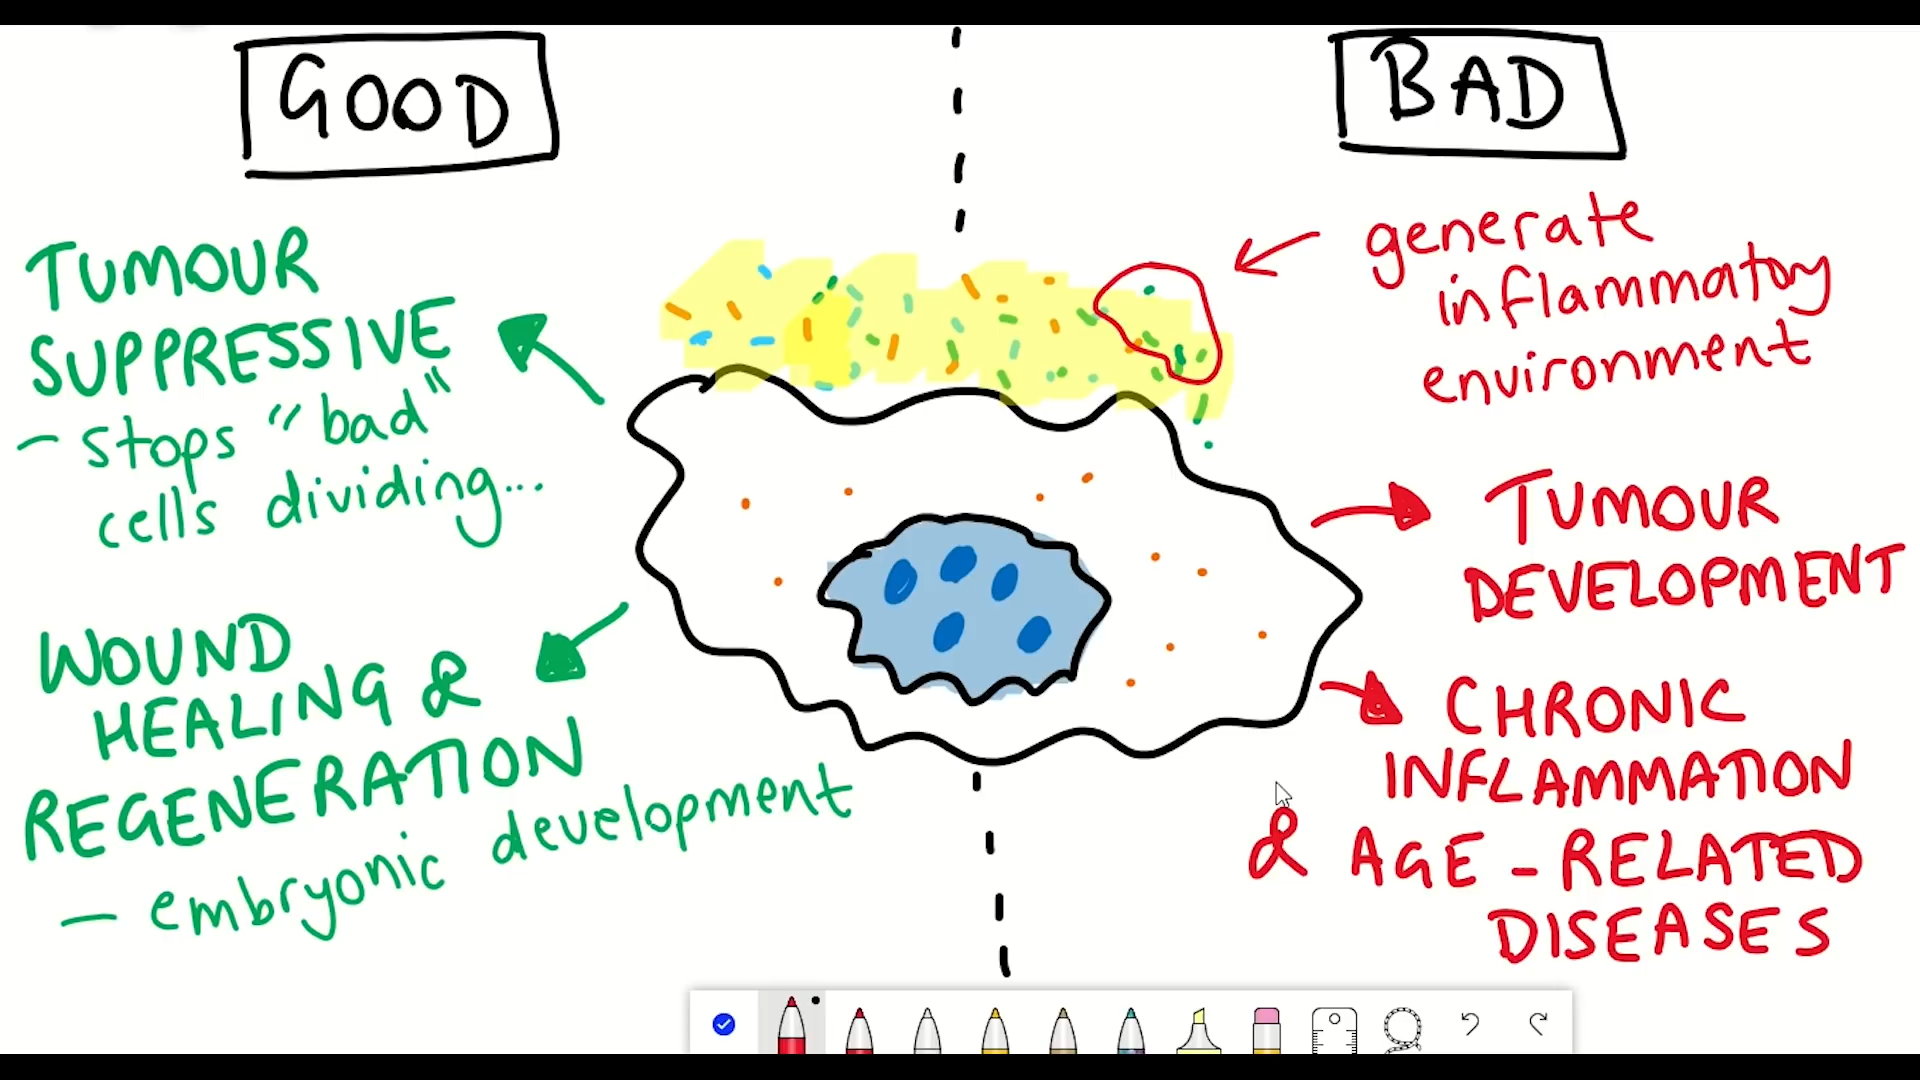 GOOD
TUMOUR
SUPPRESSIVE
- stops "bad"
cells dividing...
WOUND
HEALING &
REGENERATION
- embryonic development
BAD
generate
inflammatory
environment
TUMOUR
DEVELOPMENT
CHRONIC
INFLAMMATION
& AGE-RELATED
DISEASES